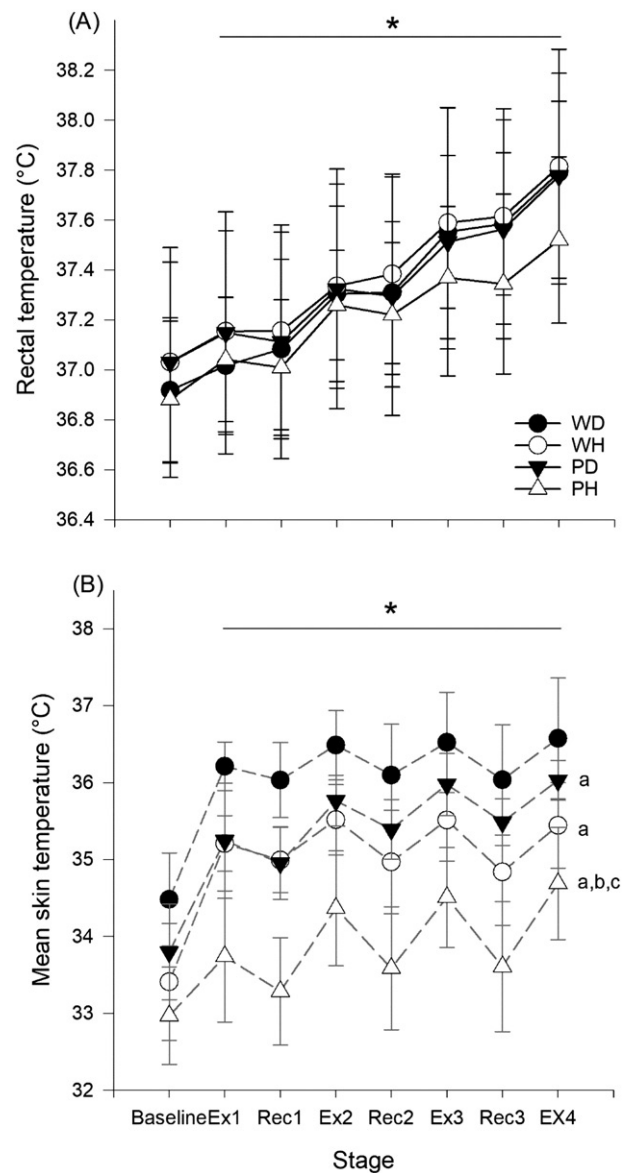 (A)
*
38.2
38.0
37.8
37.6
37.4
37.2
37.0
36.8
36.6
36.4
Rectal temperature (°C)
WD
WH
PD
PH
(B)
*
38
37
36
35
34
33
32
Mean skin temperature (°C)
a
a
a,b,c
Baseline Ex1 Rec1 Ex2 Rec2 Ex3 Rec3 EX4
Stage